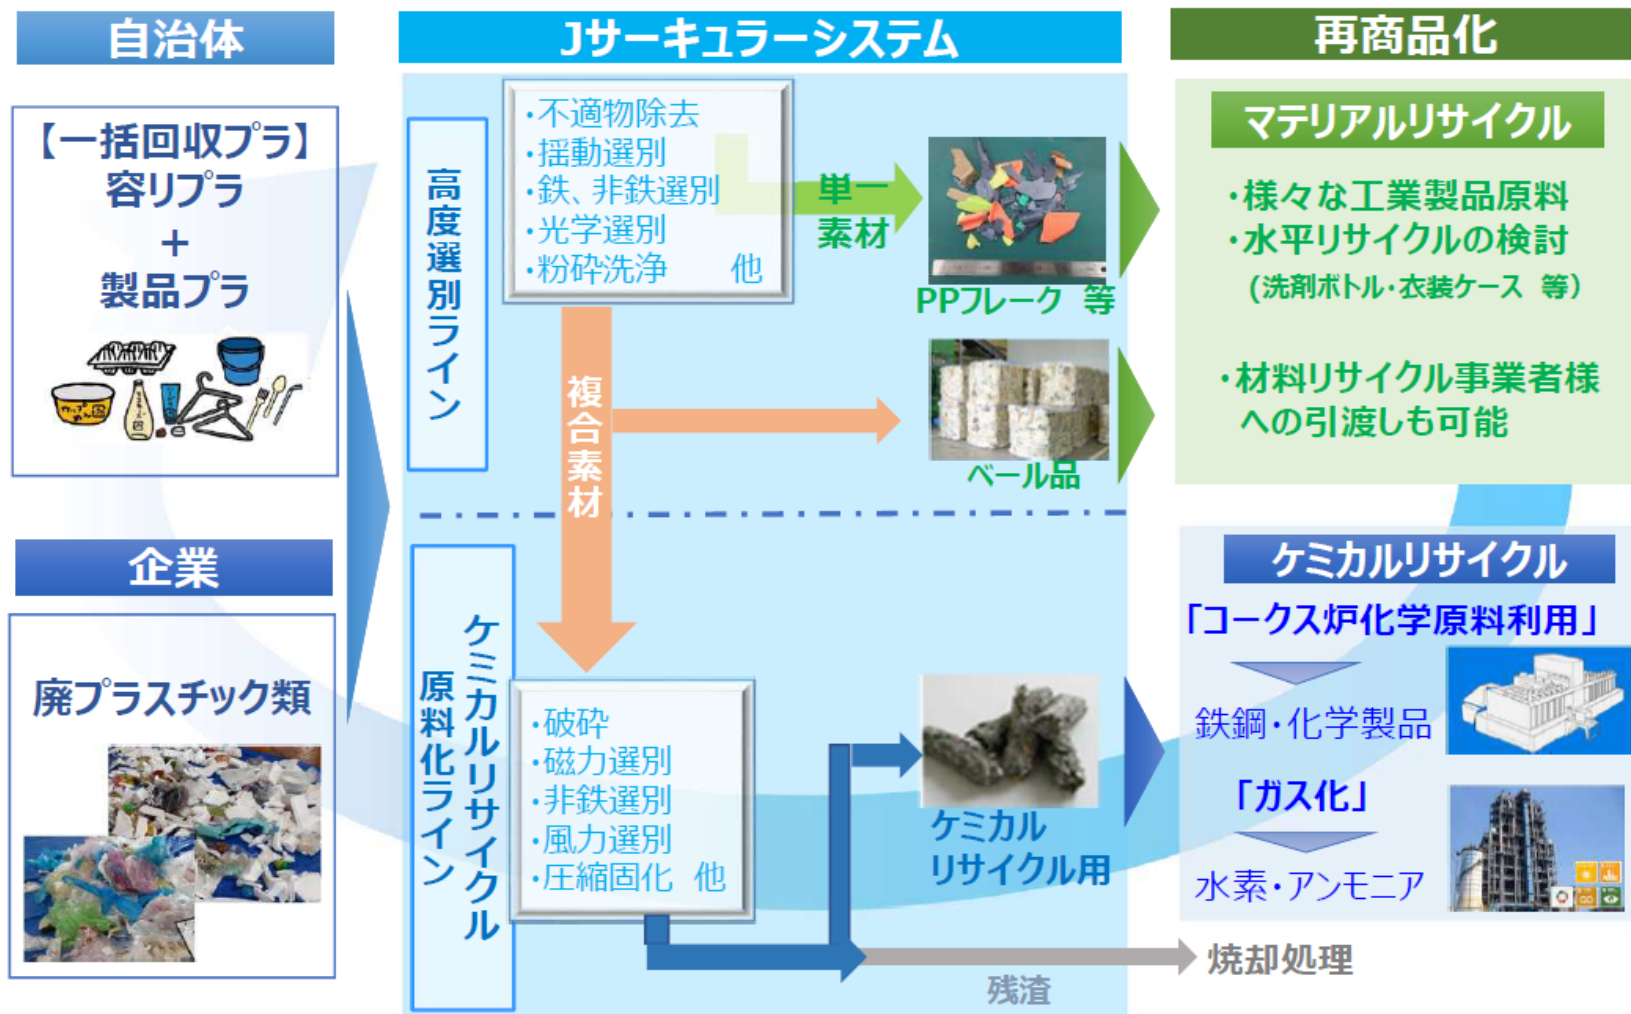 自治体
【一括回収プラ】
容リプラ
+
製品プラ
企業
廃プラスチック類
Jサーキュラーシステム
高度選別ライン
・不適物除去
・揺動選別
・鉄、非鉄選別
・光学選別
・粉砕洗浄　他
単一
素材
PPフレーク 等
複合素材
ベール品
ケミカルリサイクル
原料化ライン
・破砕
・磁力選別
・非鉄選別
・風力選別
・圧縮固化 他
ケミカル
リサイクル用
残渣
焼却処理
再商品化
マテリアルリサイクル
・様々な工業製品原料
・水平リサイクルの検討
(洗剤ボトル・衣装ケース 等)
・材料リサイクル事業者様
への引渡しも可能
ケミカルリサイクル
「コークス炉化学原料利用」
鉄鋼・化学製品
「ガス化」
水素・アンモニア